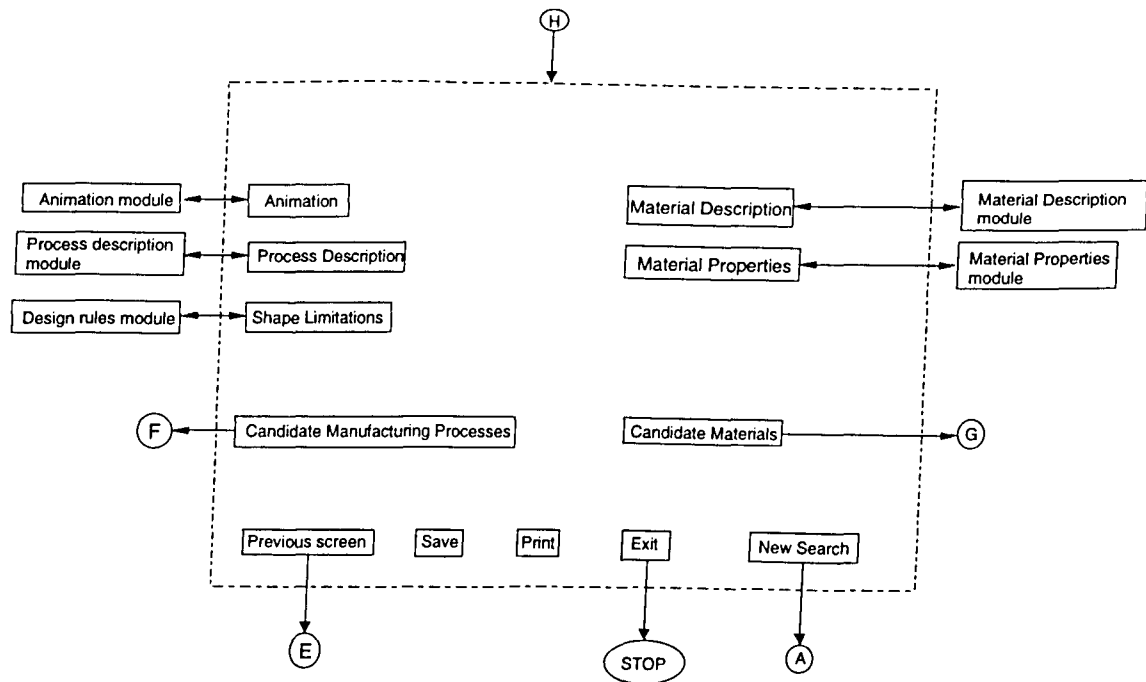 H
Animation module
Animation
Material Description
Material Description
module
Process description
module
Process Description
Material Properties
Material Properties
module
Design rules module
Shape Limitations
F
Candidate Manufacturing Processes
Candidate Materials
G
Previous screen
Save
Print
Exit
New Search
E
STOP
A